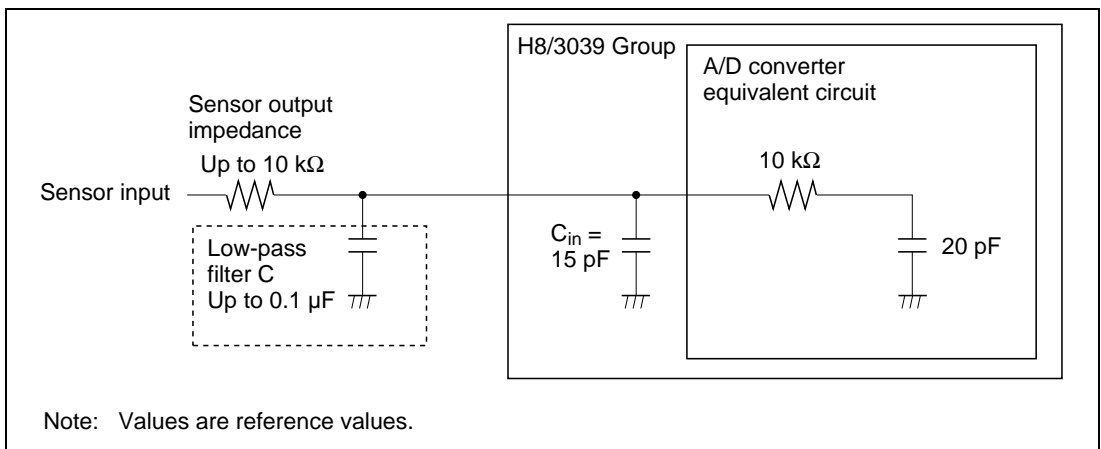 H8/3039 Group
A/D converter
equivalent circuit
Sensor output
impedance
Up to 10 kΩ
10 kΩ
Sensor input
Low-pass
filter C
Up to 0.1 µF
Cin =
15 pF
20 pF
Note: Values are reference values.